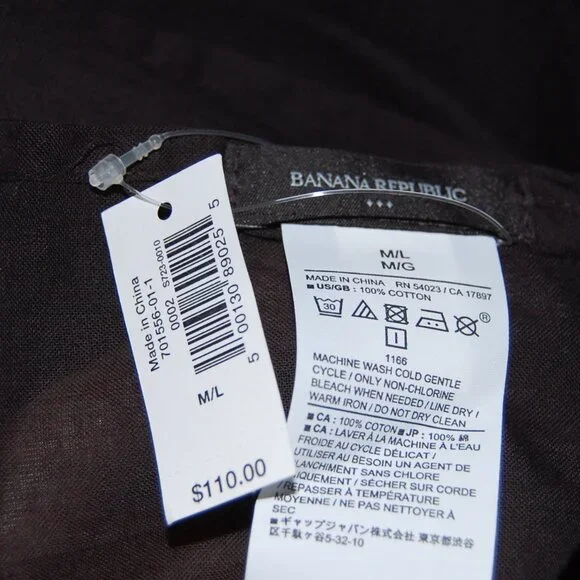 BANANA REPUBLIC
M/L
M/G
MADE IN CHINA RN 54023 / CA 17897
■ US/GB : 100% COTTON
30
1166
MACHINE WASH COLD GENTLE
CYCLE / ONLY NON-CHLORINE
BLEACH WHEN NEEDED / LINE DRY /
WARM IRON / DO NOT DRY CLEAN
■ CA : 100% COTON ■ JP : 100% 綿
■ CA : LAVER À LA MACHINE À L'EAU
FROIDE AU CYCLE DÉLICAT /
UTILISER AU BESOIN UN AGENT DE
BLANCHIMENT SANS CHLORE
SÉCHER SUR CORDE
REPASSER À TEMPÉRATURE
MOYENNE / NE PAS NETTOYER À
SEC
■ ギャップジャパン株式会社 東京都渋谷
区千駄ヶ谷5-32-10
Made in China
701556-01-1
0002 5723-0010
5 00130 89025 5
M/L
$110.00